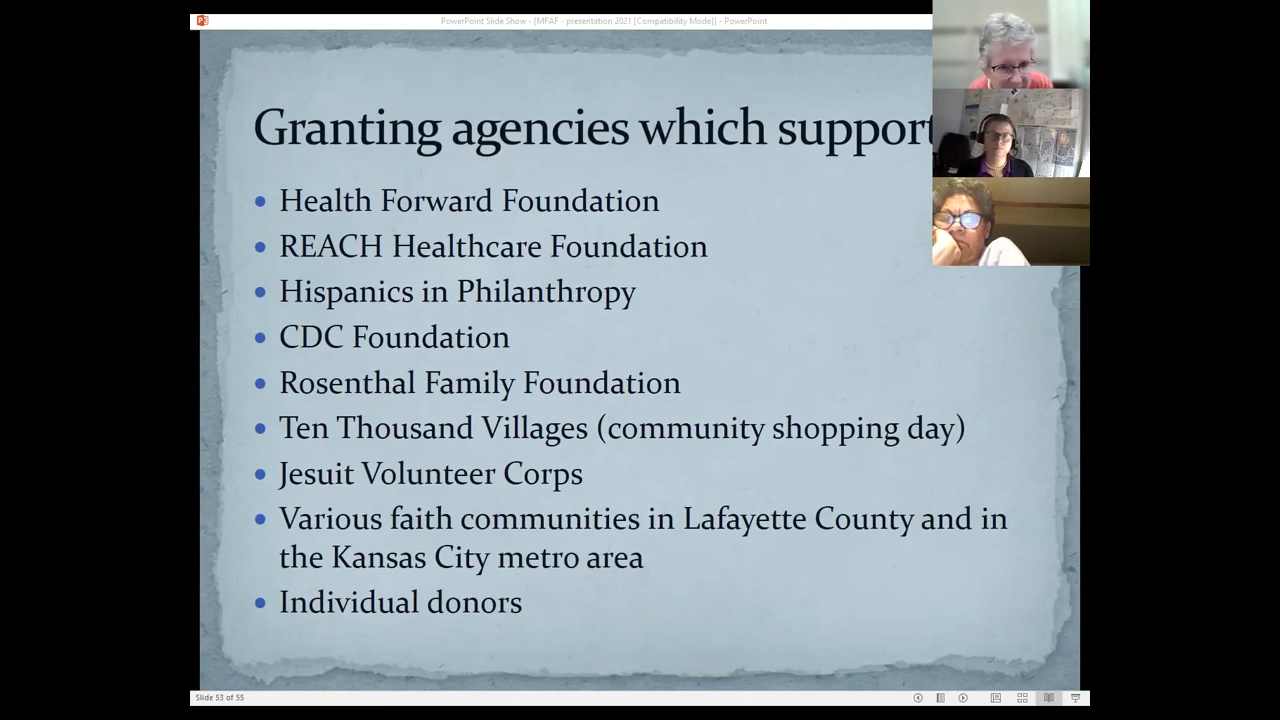 PowerPoint Slide Show - [MFAF - presentation 2021 [Compatibility Mode]] - PowerPoint
Granting agencies which support
• Health Forward Foundation
• REACH Healthcare Foundation
• Hispanics in Philanthropy
• CDC Foundation
• Rosenthal Family Foundation
• Ten Thousand Villages (community shopping day)
• Jesuit Volunteer Corps
• Various faith communities in Lafayette County and in
the Kansas City metro area
• Individual donors
Slide 53 of 55